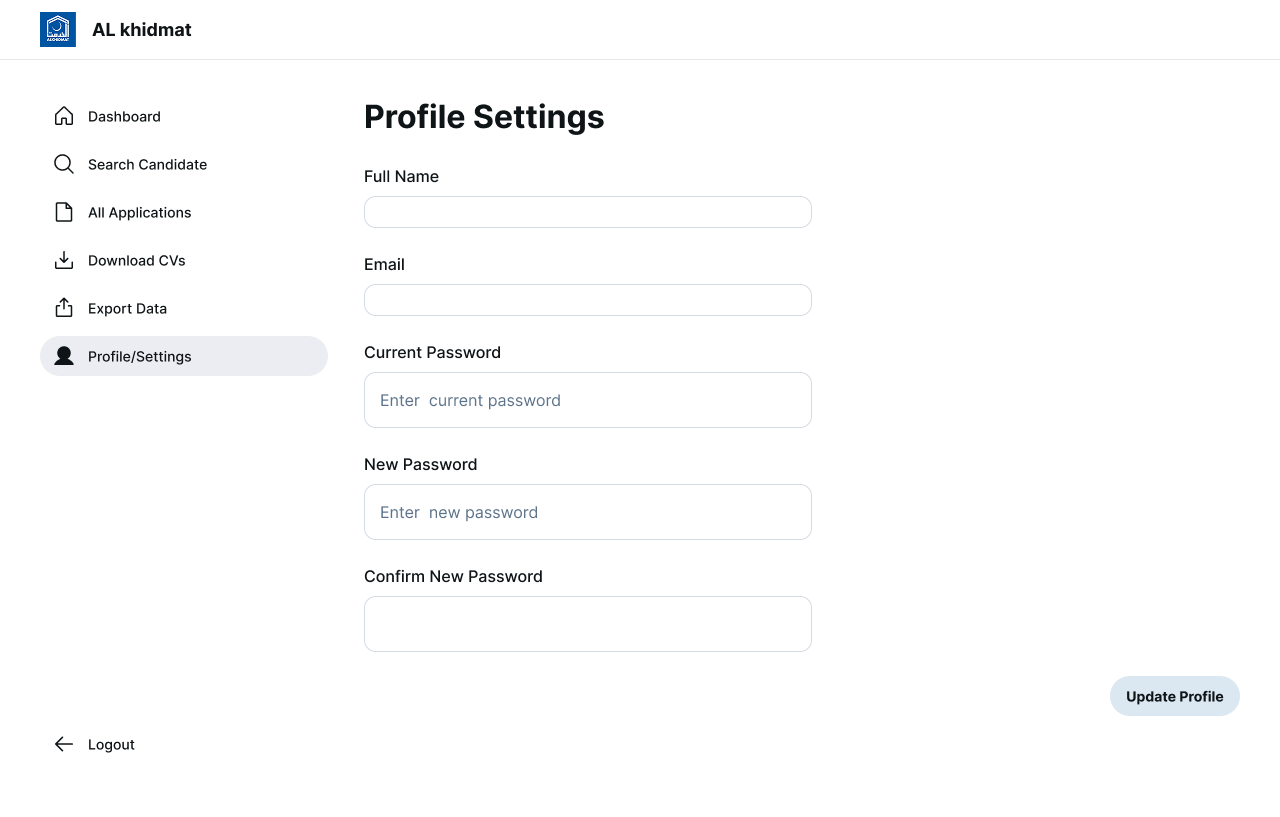 ALKHIDMAT
AL khidmat
Dashboard
Search Candidate
All Applications
Download CVs
Export Data
Profile/Settings
Logout
Profile Settings
Full Name
Email
Current Password
Enter  current password
New Password
Enter  new password
Confirm New Password
Update Profile